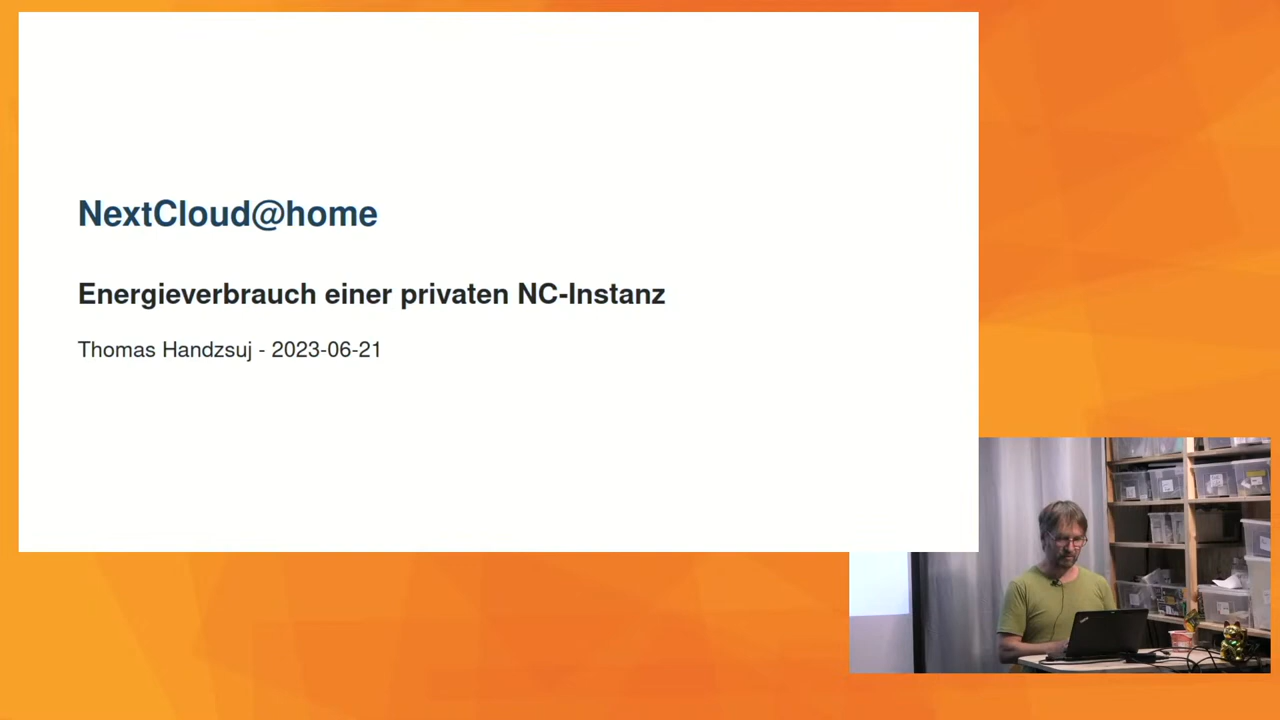 NextCloud@home
Energieverbrauch einer privaten NC-Instanz
Thomas Handzsuj - 2023-06-21